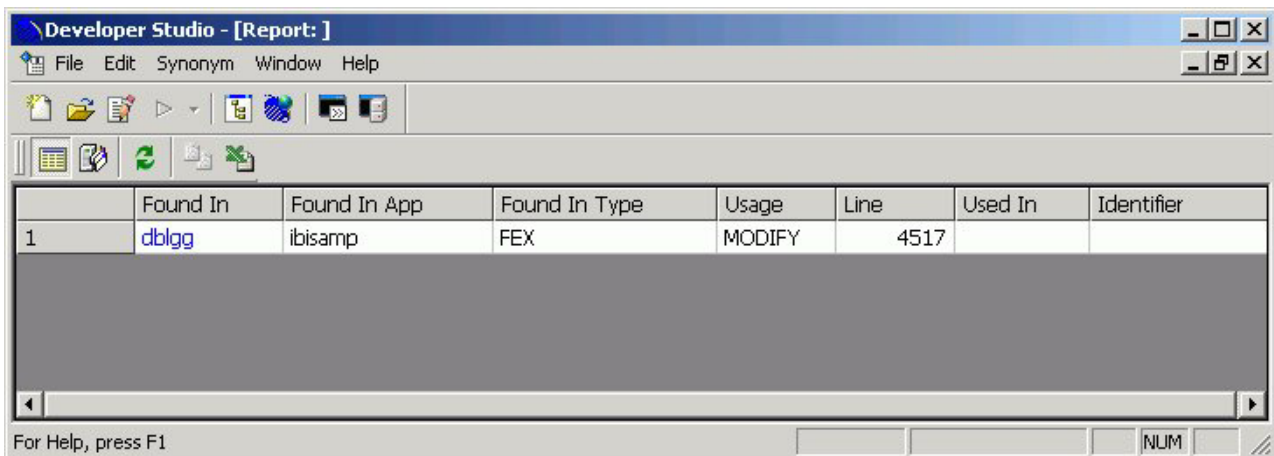 Developer Studio - [Report: ]
File Edit Synonym Window Help
Found In Found In App Found In Type Usage Line Used In Identifier
1 dblgg ibisamp FEX MODIFY 4517
For Help, press F1 NUM